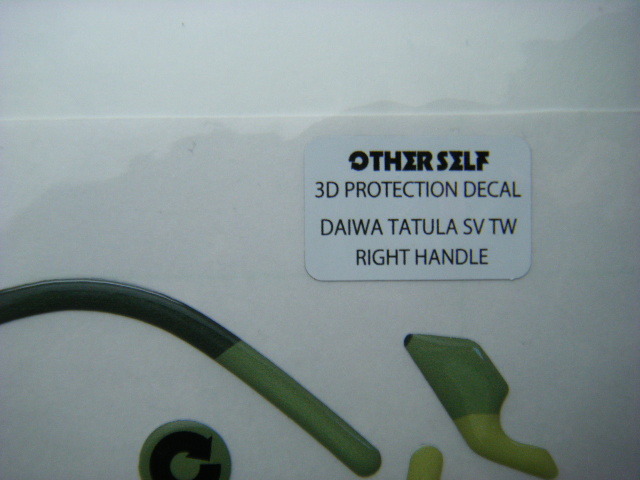 OTHER SELF
3D PROTECTION DECAL
DAIWA TATULA SV TW
RIGHT HANDLE